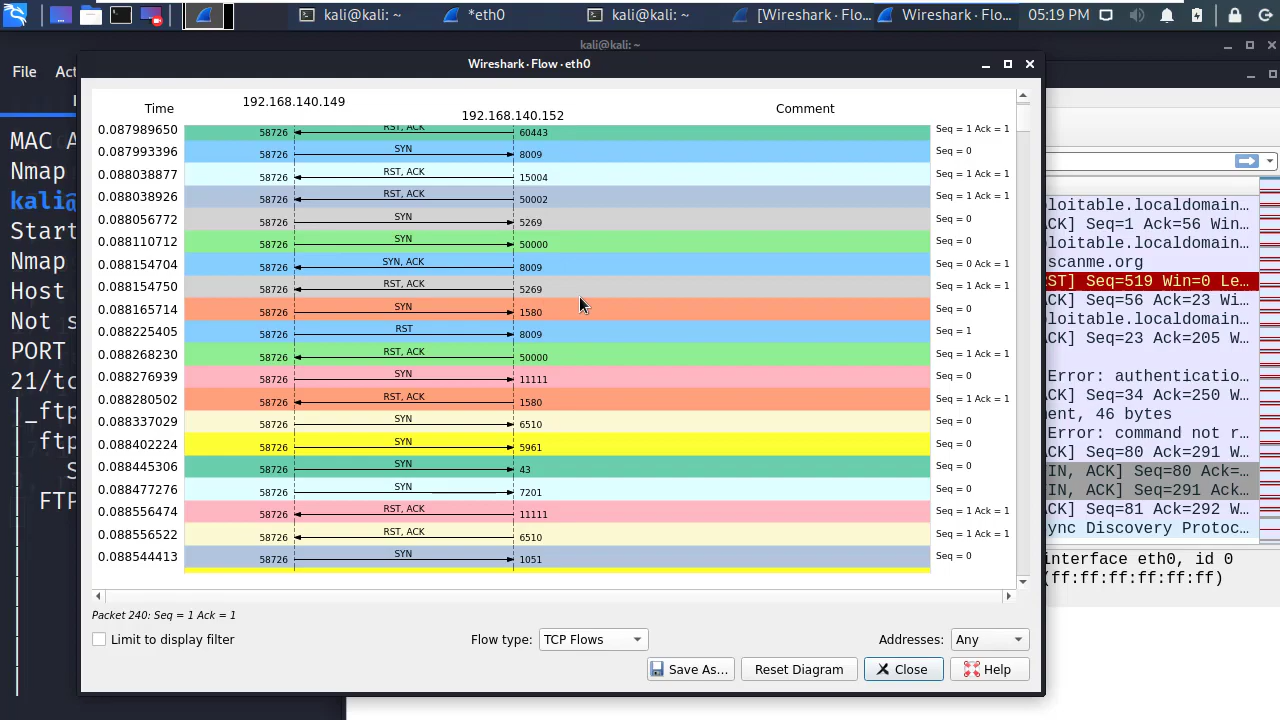 kali@kali: ~
*eth0
kali@kali: ~
[Wireshark · Flo...
Wireshark · Flo...
05:19 PM
kali@kali: ~
File
Act
Wireshark · Flow · eth0
192.168.140.149
Time
192.168.140.152
Comment
0.087989650 58726 RST, ACK 60443 Seq = 1 Ack = 1
0.087993396 58726 SYN 8009 Seq = 0
0.088038877 58726 RST, ACK 15004 Seq = 1 Ack = 1
0.088038926 58726 RST, ACK 50002 Seq = 1 Ack = 1
0.088056772 58726 SYN 5269 Seq = 0
0.088110712 58726 SYN 50000 Seq = 0
0.088154704 58726 SYN, ACK 8009 Seq = 0 Ack = 1
0.088154750 58726 RST, ACK 5269 Seq = 1 Ack = 1
0.088165714 58726 SYN 1580 Seq = 0
0.088225405 58726 RST 8009 Seq = 1
0.088268230 58726 RST, ACK 50000 Seq = 1 Ack = 1
0.088276939 58726 SYN 11111 Seq = 0
0.088280502 58726 RST, ACK 1580 Seq = 1 Ack = 1
0.088337029 58726 SYN 6510 Seq = 0
0.088402224 58726 SYN 5961 Seq = 0
0.088445306 58726 SYN 43 Seq = 0
0.088477276 58726 SYN 7201 Seq = 0
0.088556474 58726 RST, ACK 11111 Seq = 1 Ack = 1
0.088556522 58726 RST, ACK 6510 Seq = 1 Ack = 1
0.088544413 58726 SYN 1051 Seq = 0
Packet 240: Seq = 1 Ack = 1
Limit to display filter
Flow type: TCP Flows
Addresses: Any
Save As...
Reset Diagram
Close
Help
MAC A
Nmap
kali@
Start
Nmap
Host
Not s
PORT
21/tc
|_ftp
| ftp
| S
| FTP
ploitable.localdomain...
CK] Seq=1 Ack=56 Win...
ploitable.localdomain...
scanme.org
RST] Seq=519 Win=0 Le...
CK] Seq=56 Ack=23 Wi...
ploitable.localdomain...
CK] Seq=23 Ack=205 W...
Error: authenticatio...
CK] Seq=34 Ack=250 W...
ment, 46 bytes
Error: command not r...
CK] Seq=80 Ack=291 W...
IN, ACK] Seq=80 Ack=...
IN, ACK] Seq=291 Ack...
CK] Seq=81 Ack=292 W...
ync Discovery Protoc...
interface eth0, id 0
(ff:ff:ff:ff:ff:ff)